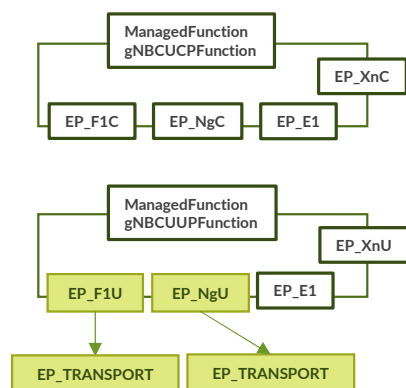 ManagedFunction
gNBCUCPFunction
EP_XnC
EP_F1C
EP_NgC
EP_E1
ManagedFunction
gNBCUUPFunction
EP_XnU
EP_F1U
EP_NgU
EP_E1
EP_TRANSPORT
EP_TRANSPORT